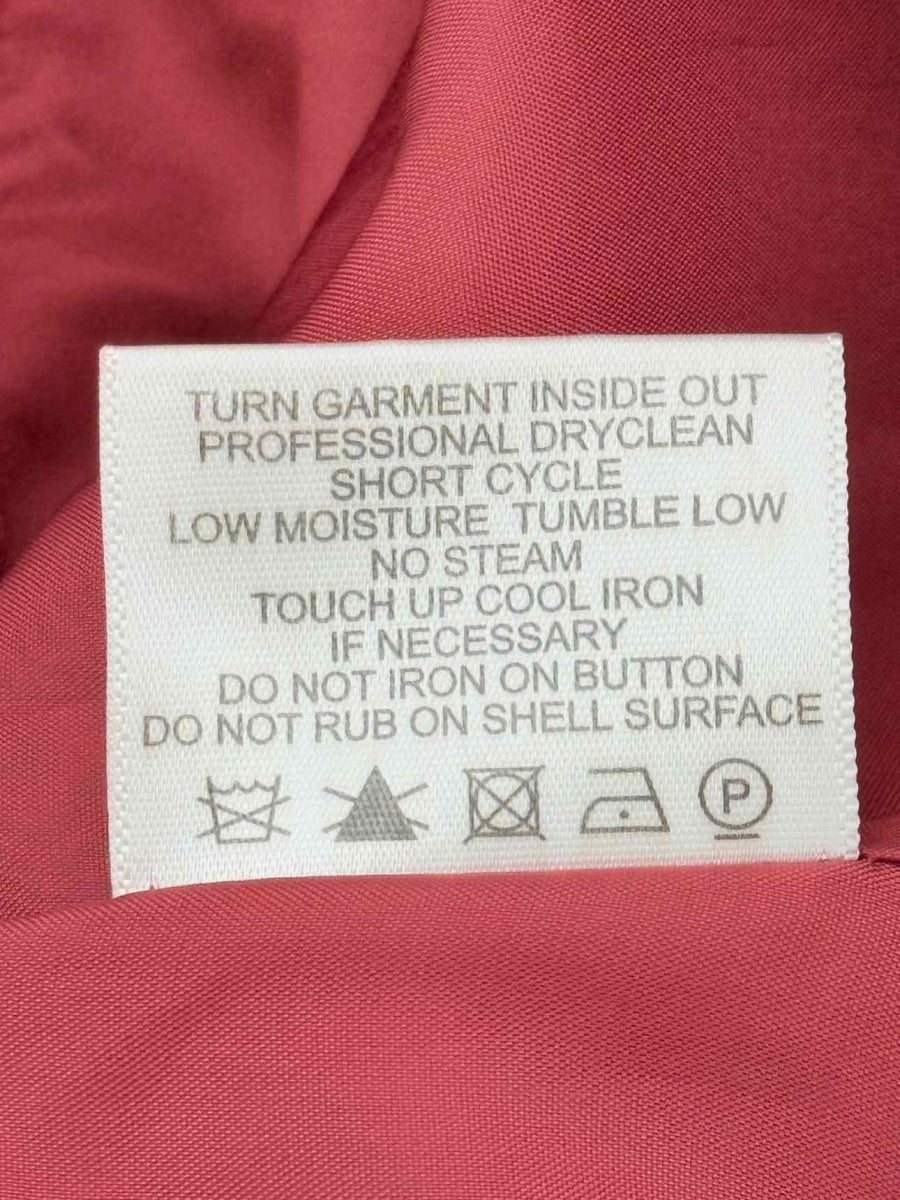 TURN GARMENT INSIDE OUT
PROFESSIONAL DRYCLEAN
SHORT CYCLE
LOW MOISTURE TUMBLE LOW
NO STEAM
TOUCH UP COOL IRON
IF NECESSARY
DO NOT IRON ON BUTTON
DO NOT RUB ON SHELL SURFACE
P